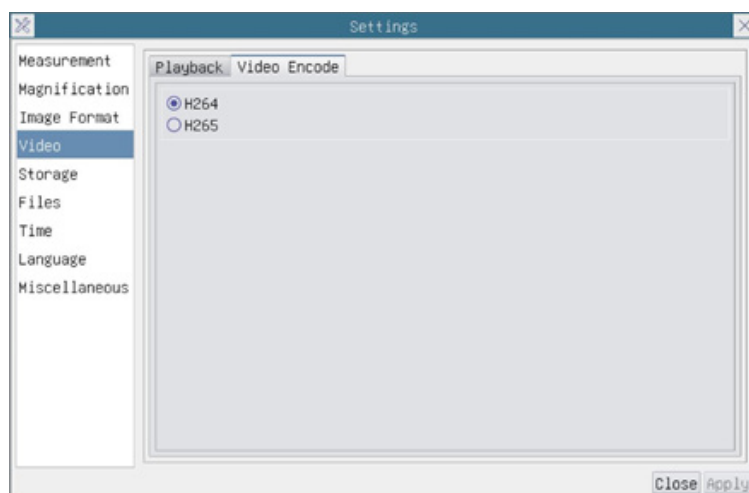 Settings
Measurement
Magnification
Image Format
Video
Storage
Files
Time
Language
Miscellaneous
Playback Video Encode
H264
H265
Close Apply